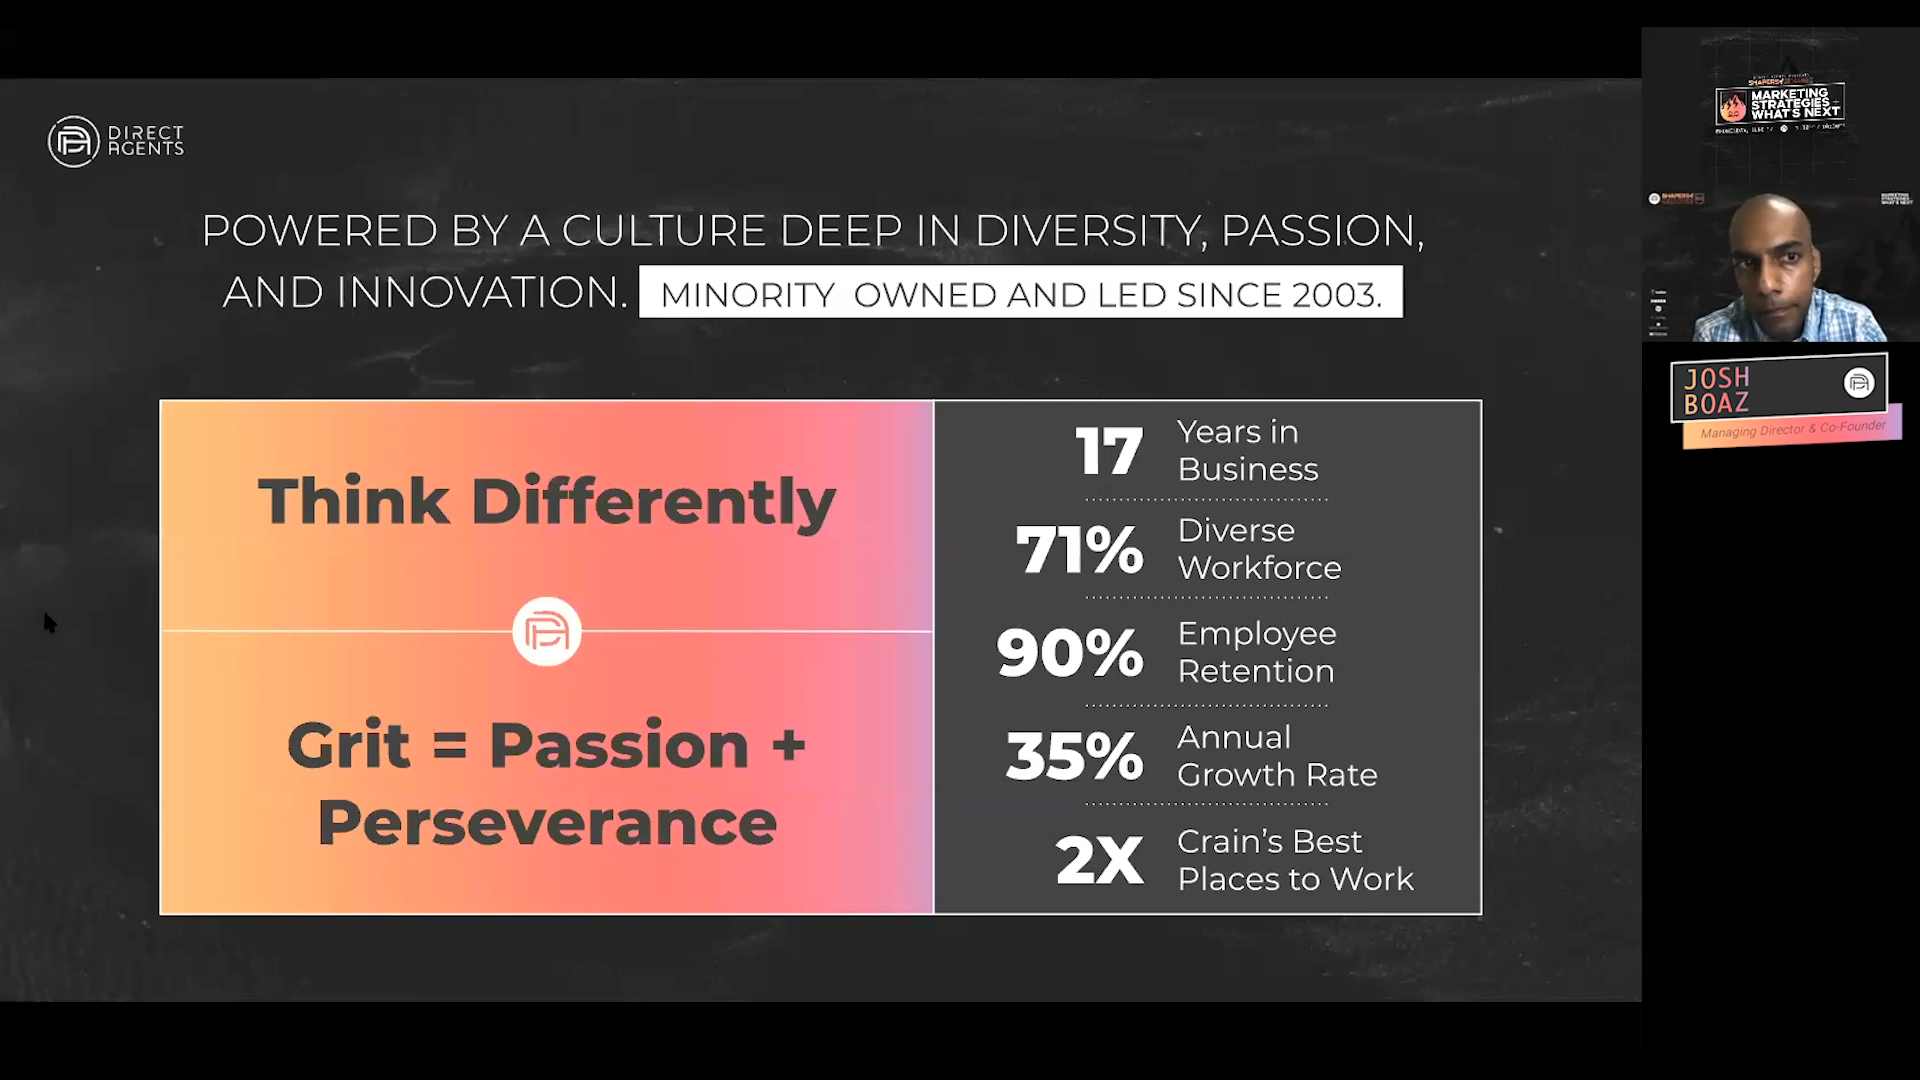 DIRECT
AGENTS
POWERED BY A CULTURE DEEP IN DIVERSITY, PASSION,
AND INNOVATION. MINORITY OWNED AND LED SINCE 2003.
Think Differently
Grit = Passion +
Perseverance
17 Years in
Business
71% Diverse
Workforce
90% Employee
Retention
35% Annual
Growth Rate
2X Crain's Best
Places to Work
MARKETING
STRATEGIES +
WHAT'S NEXT
JOSH
BOAZ
Managing Director & Co-Founder